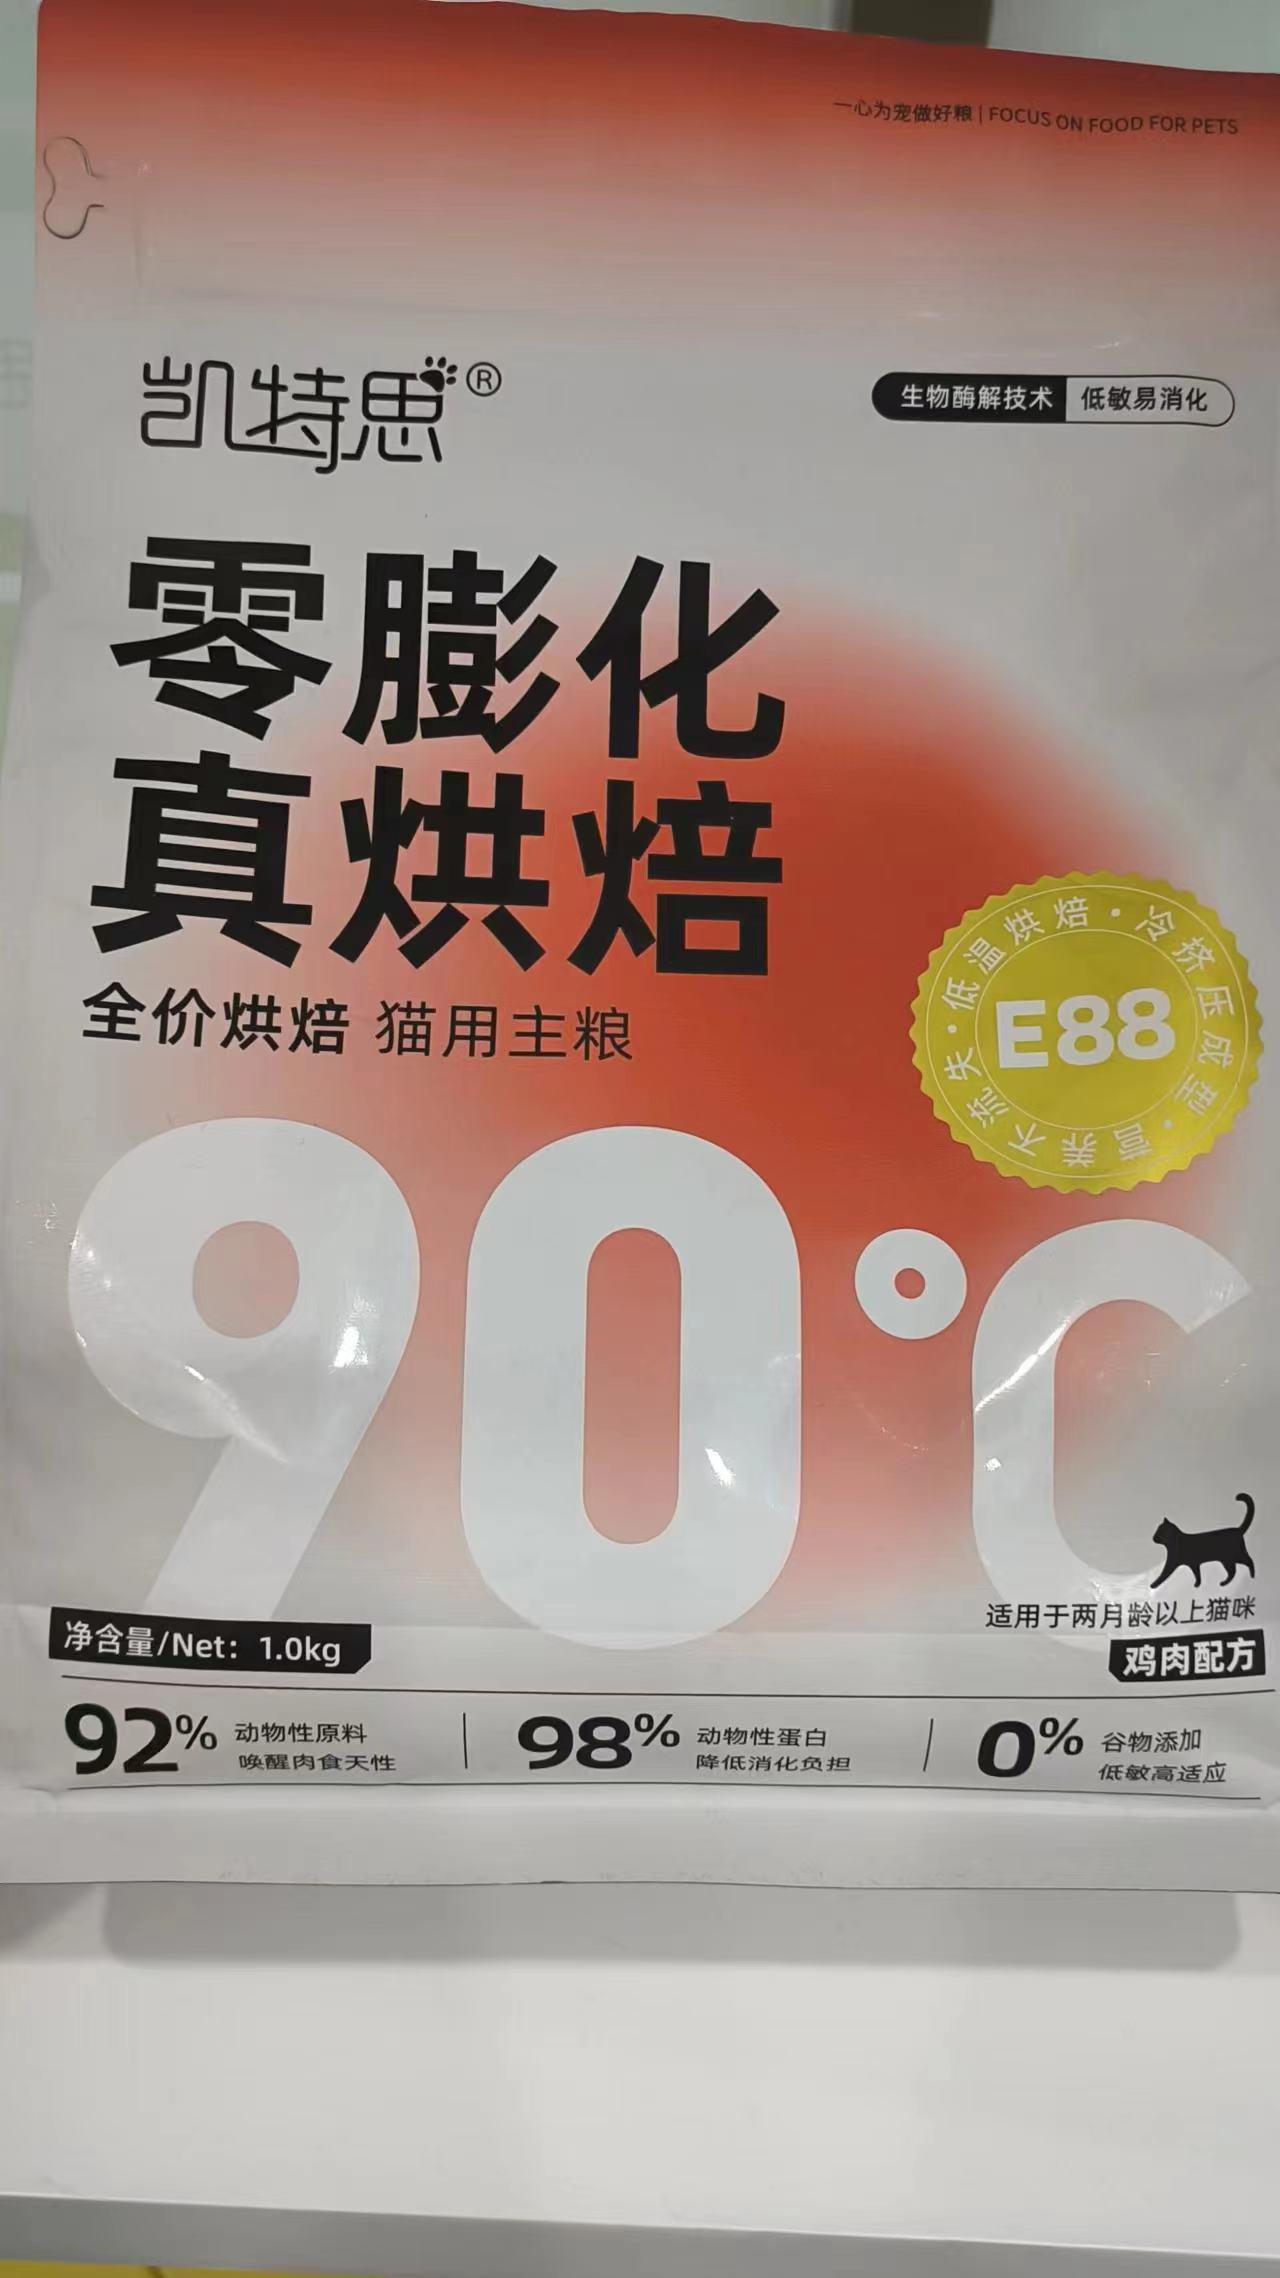 一心为宠做好粮 | FOCUS ON FOOD FOR PETS
凯特思®
生物酶解技术 低敏易消化
零膨化
真烘焙
全价烘焙 猫用主粮
低温烘焙·冷挤压成型·营养不流失·
E88
90℃
适用于两月龄以上猫咪
鸡肉配方
净含量/Net：1.0kg
92% 动物性原料
唤醒肉食天性
98% 动物性蛋白
降低消化负担
0% 谷物添加
低敏高适应